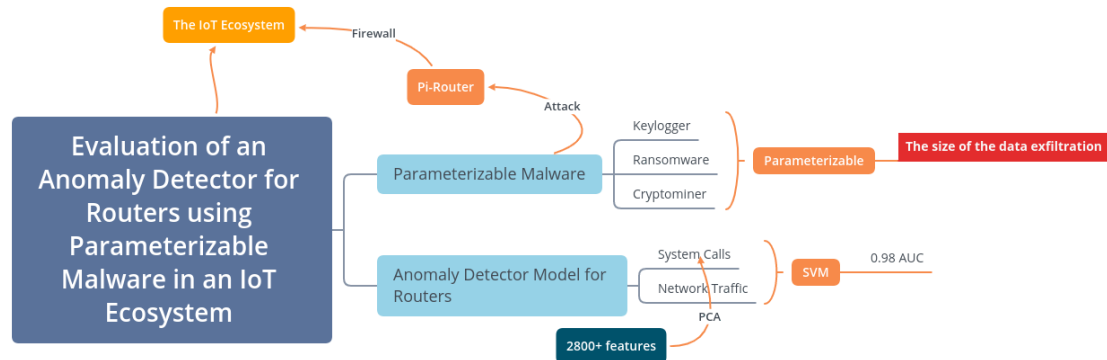 The IoT Ecosystem
Firewall
Pi-Router
Attack
Evaluation of an
Anomaly Detector for
Routers using
Parameterizable
Malware in an IoT
Ecosystem
Parameterizable Malware
Keylogger
Ransomware
Cryptominer
Parameterizable
The size of the data exfiltration
Anomaly Detector Model for
Routers
System Calls
Network Traffic
SVM
0.98 AUC
PCA
2800+ features